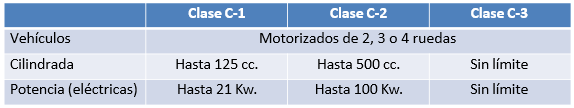 Clase C-1 Clase C-2 Clase C-3
Vehículos Motorizados de 2, 3 o 4 ruedas
Cilindrada Hasta 125 cc. Hasta 500 cc. Sin límite
Potencia (eléctricas) Hasta 21 Kw. Hasta 100 Kw. Sin límite